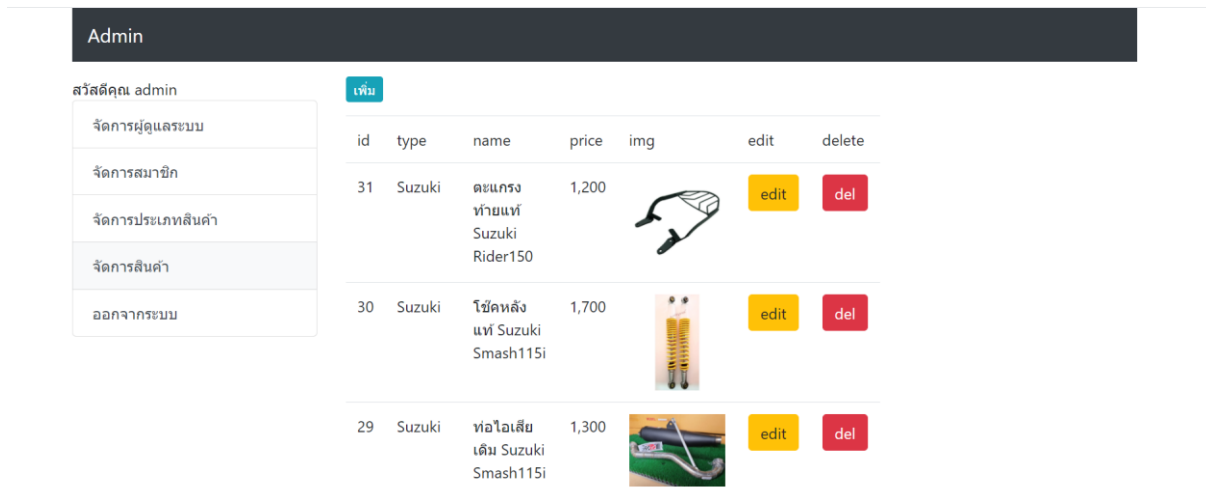 Admin
สวัสดีคุณ admin
จัดการผู้ดูแลระบบ
จัดการสมาชิก
จัดการประเภทสินค้า
จัดการสินค้า
ออกจากระบบ
เพิ่ม
id type name price img edit delete
31 Suzuki ตะแกรง 1,200 edit del
ท้ายแท้
Suzuki
Rider150
30 Suzuki โช๊คหลัง 1,700 edit del
แท้ Suzuki
Smash115i
29 Suzuki ท่อไอเสีย 1,300 edit del
เดิม Suzuki
Smash115i